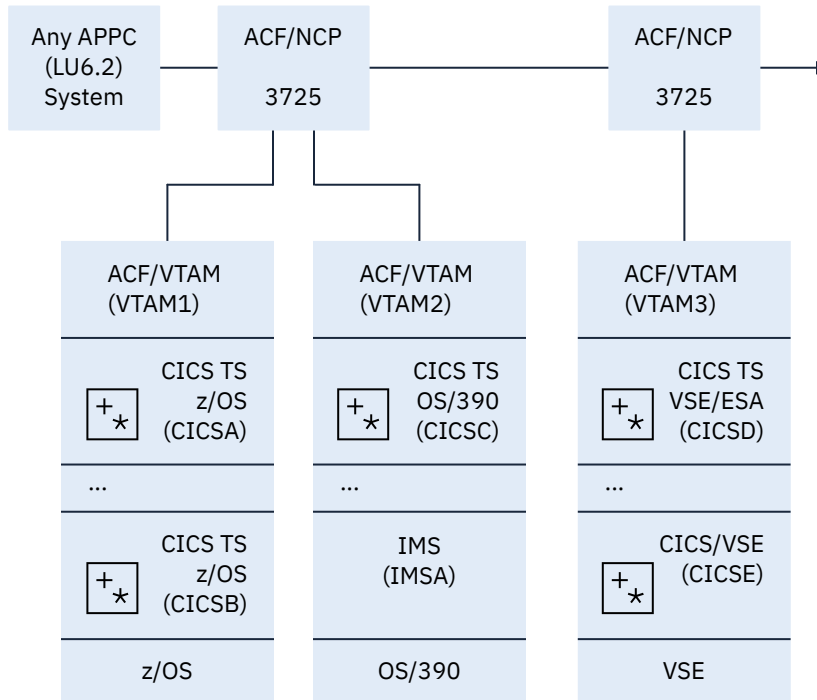 Any APPC
(LU6.2)
System
ACF/NCP
3725
ACF/NCP
3725
ACF/VTAM
(VTAM1)
CICS TS
z/OS
(CICSA)
+
*
...
CICS TS
z/OS
(CICSB)
+
*
z/OS
ACF/VTAM
(VTAM2)
CICS TS
OS/390
(CICSC)
+
*
...
IMS
(IMSA)
OS/390
ACF/VTAM
(VTAM3)
CICS TS
VSE/ESA
(CICSD)
+
*
...
CICS/VSE
(CICSE)
+
*
VSE